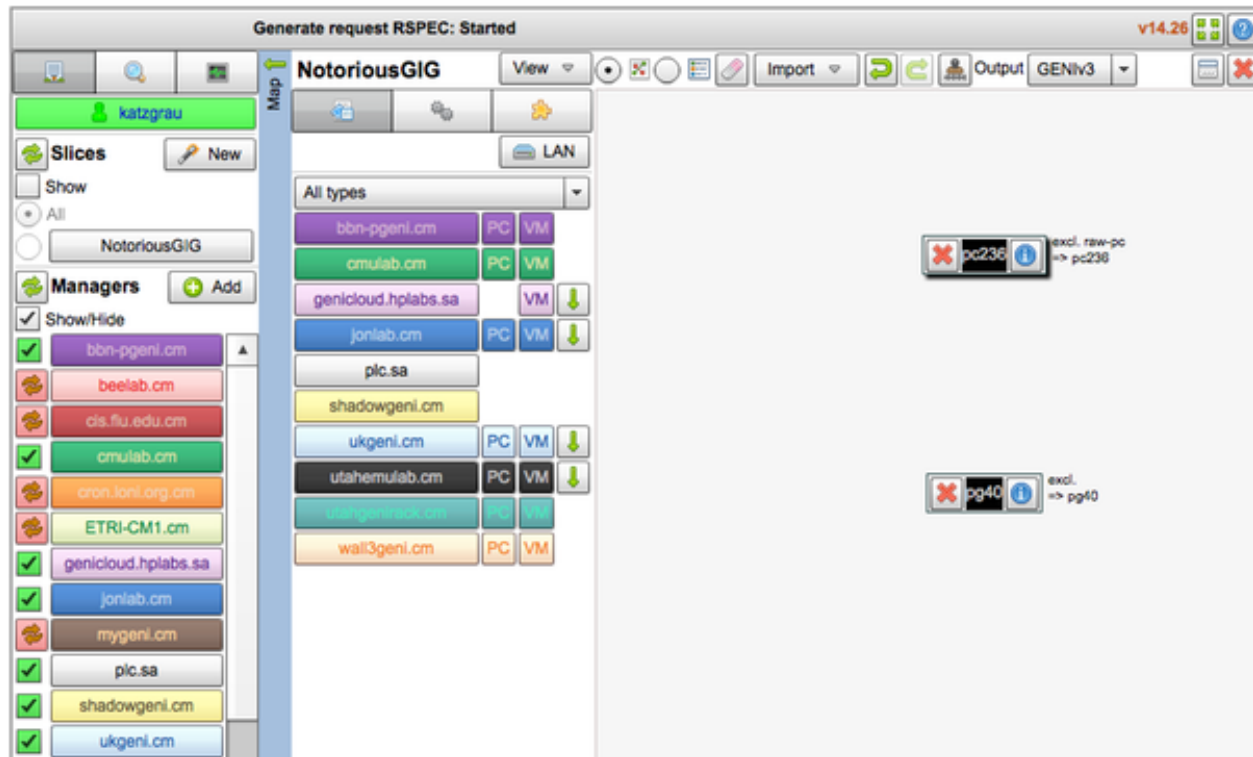 Generate request RSPEC: Started
v14.26
katzgrau
Slices
New
Show
All
NotoriousGIG
Managers
Add
Show/Hide
bbn-pgeni.cm
beelab.cm
cis.fiu.edu.cm
cmulab.cm
cron.loni.org.cm
ETRI-CM1.cm
genicloud.hplabs.sa
jonlab.cm
mygeni.cm
plc.sa
shadowgeni.cm
ukgeni.cm
Map
NotoriousGIG
View
Import
Output
GENIv3
LAN
All types
bbn-pgeni.cm PC VM
cmulab.cm PC VM
genicloud.hplabs.sa VM
jonlab.cm PC VM
plc.sa
shadowgeni.cm
ukgeni.cm PC VM
utahemulab.cm PC VM
utahgenirack.cm PC VM
wall3geni.cm PC VM
pc236
excl. raw-pc
=> pc236
pg40
excl.
=> pg40